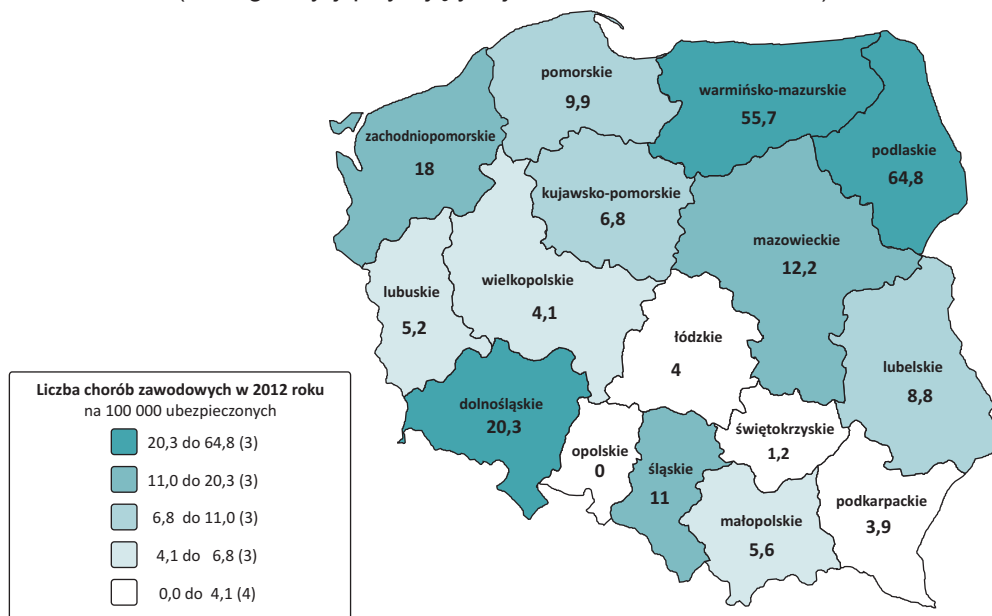 pomorskie
9,9
warmińsko-mazurskie
55,7
zachodniopomorskie
18
podlaskie
64,8
kujawsko-pomorskie
6,8
mazowieckie
12,2
wielkopolskie
4,1
lubuskie
5,2
łódzkie
4
lubelskie
8,8
dolnośląskie
20,3
opolskie
0
śląskie
11
świętokrzyskie
1,2
małopolskie
5,6
podkarpackie
3,9
Liczba chorób zawodowych w 2012 roku
na 100 000 ubezpieczonych
20,3 do 64,8 (3)
11,0 do 20,3 (3)
6,8 do 11,0 (3)
4,1 do 6,8 (3)
0,0 do 4,1 (4)